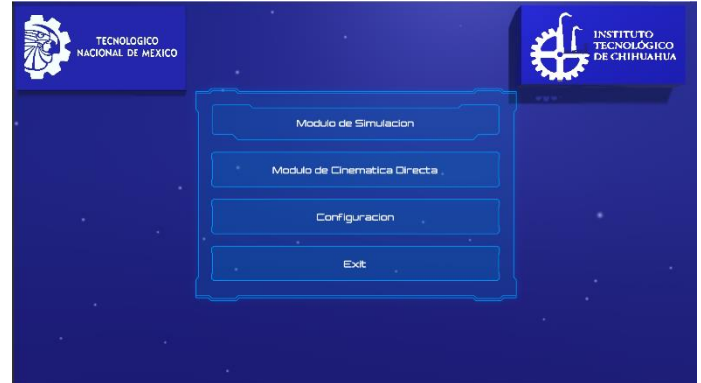 TECNOLOGICO
NACIONAL DE MEXICO
INSTITUTO
TECNOLÓGICO
DE CHIHUAHUA
Modulo de Simulacion
Modulo de Cinematica Directa
Configuracion
Exit